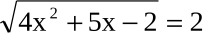 √(4x² + 5x − 2) = 2